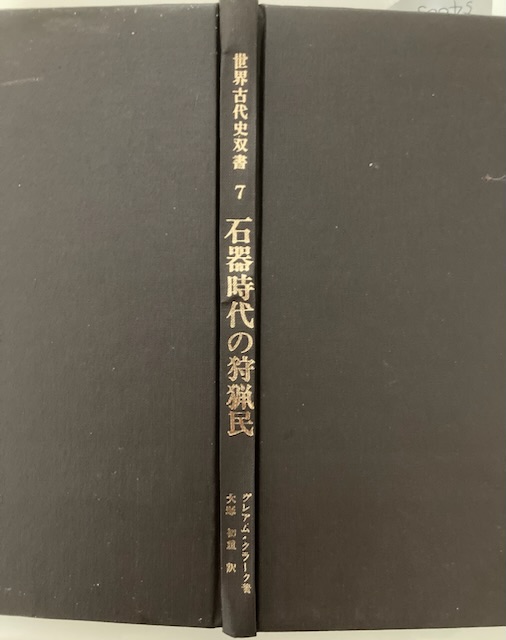 世界古代史双書
7
石器時代の狩猟民
グレアム・クラーク著
大塚 初重 訳